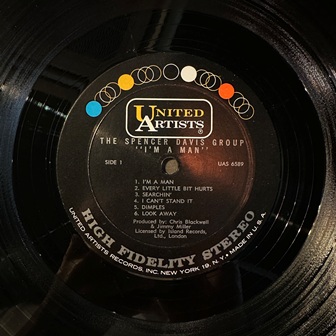 UNITED
ARTISTS
®
THE SPENCER DAVIS GROUP
"I'M A MAN"
SIDE 1 UAS 6589
1. I'M A MAN
2. EVERY LITTLE BIT HURTS
3. SEARCHIN'
4. I CAN'T STAND IT
5. DIMPLES
6. LOOK AWAY
Produced by: Chris Blackwell
& Jimmy Miller
Licensed by Island Records,
Ltd., London
HIGH FIDELITY STEREO
UNITED ARTISTS RECORDS, INC. NEW YORK 19, N.Y. • MADE IN U.S.A.